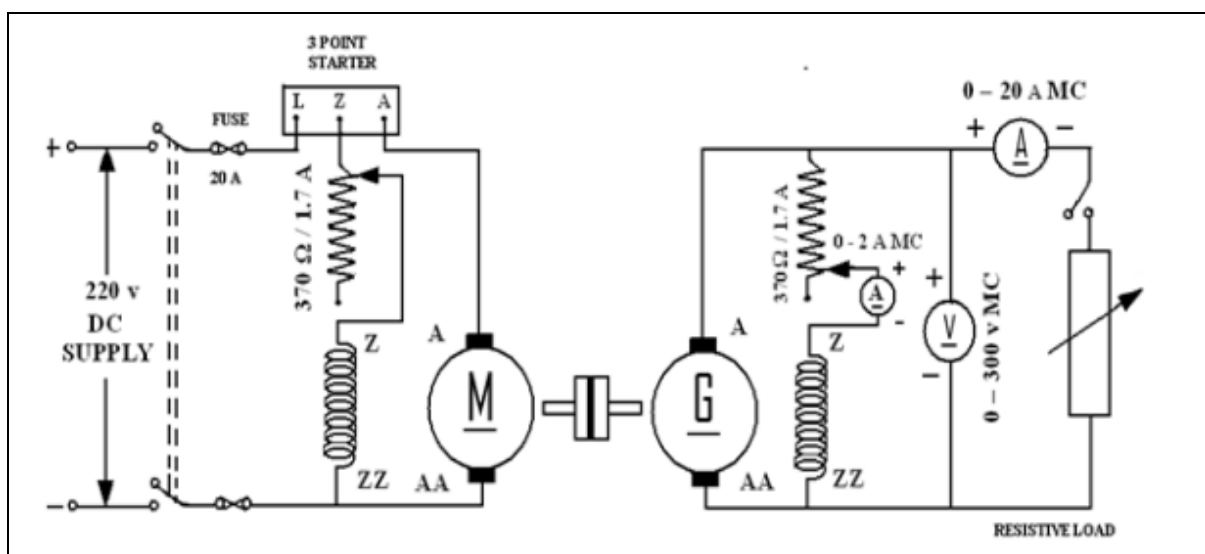 3 POINT
STARTER
L Z A
FUSE
20 A
+
220 v
DC
SUPPLY
−
370 Ω / 1.7 A
Z
ZZ
A
M
AA
A
G
AA
370 Ω / 1.7 A
0 - 2 A MC
+
A
-
Z
ZZ
+
V
−
0 – 300 v MC
0 – 20 A MC
+ A −
RESISTIVE LOAD